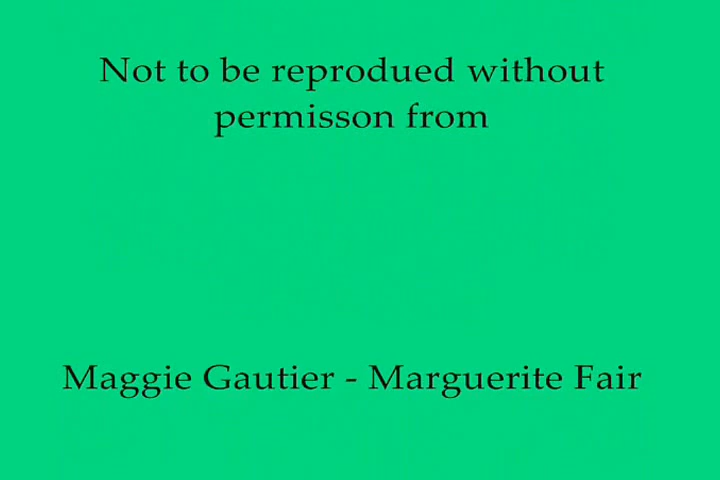 Not to be reprodued without
permisson from
Maggie Gautier - Marguerite Fair